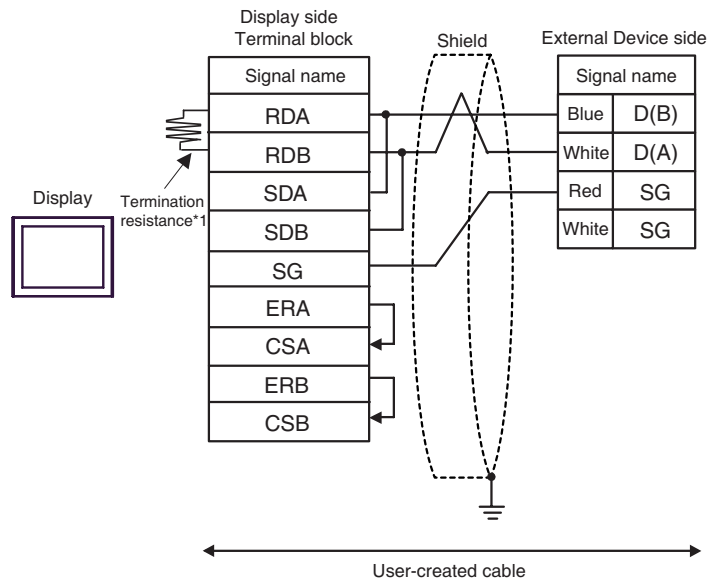 Display side
Terminal block
Shield
External Device side
Signal name
Signal name
RDA
Blue
D(B)
RDB
White
D(A)
SDA
Red
SG
SDB
White
SG
SG
ERA
CSA
ERB
CSB
Display
Termination
resistance*1
User-created cable